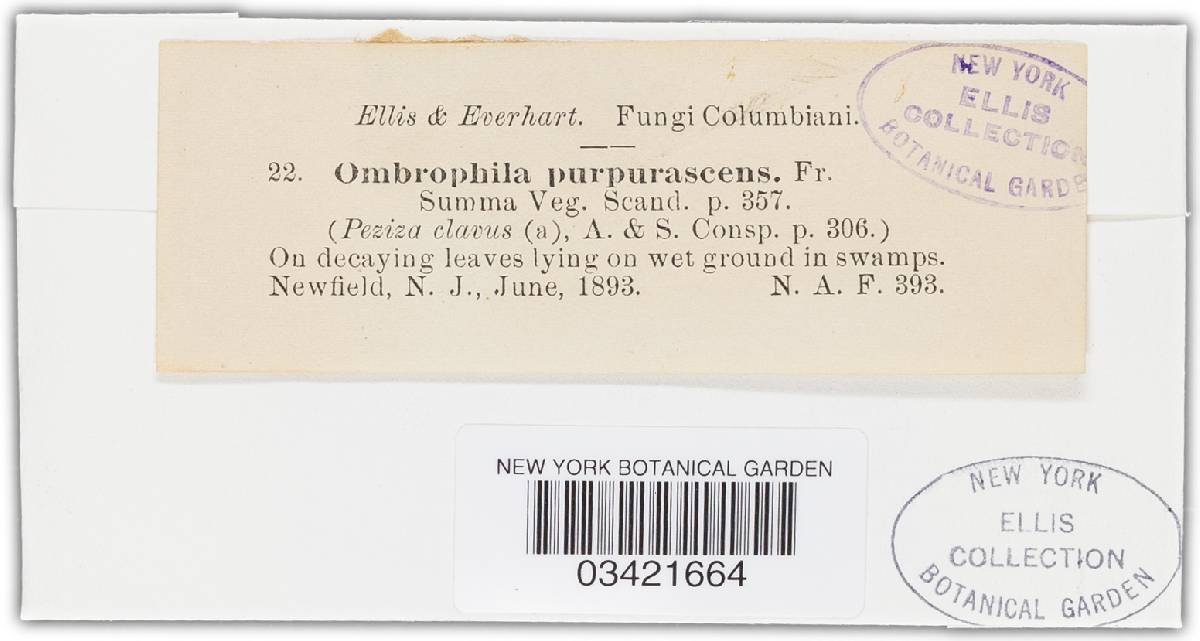 Ellis & Everhart. Fungi Columbiani.
22. Ombrophila purpurascens. Fr.
Summa Veg. Scand. p. 357.
(Peziza clavus (a), A. & S. Consp. p. 306.)
On decaying leaves lying on wet ground in swamps.
Newfield, N. J., June, 1893. N. A. F. 393.
NEW YORK
ELLIS
COLLECTION
BOTANICAL GARDE
NEW YORK BOTANICAL GARDEN
03421664
NEW YORK
ELLIS
COLLECTION
BOTANICAL GARDEN